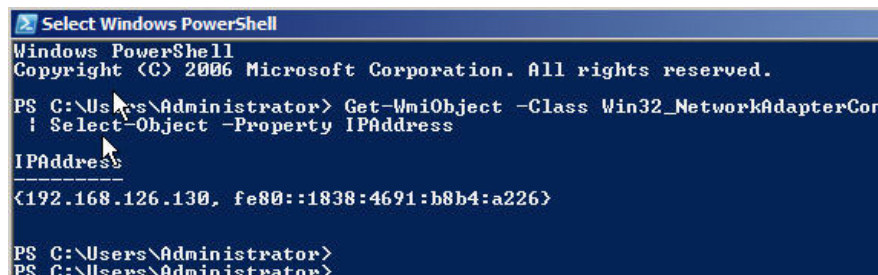 Select Windows PowerShell
Windows PowerShell
Copyright (C) 2006 Microsoft Corporation. All rights reserved.
PS C:\Users\Administrator> Get-WmiObject -Class Win32_NetworkAdapterCon
| Select-Object -Property IPAddress
IPAddress
---------
{192.168.126.130, fe80::1838:4691:b8b4:a226}
PS C:\Users\Administrator>
PS C:\Users\Administrator>